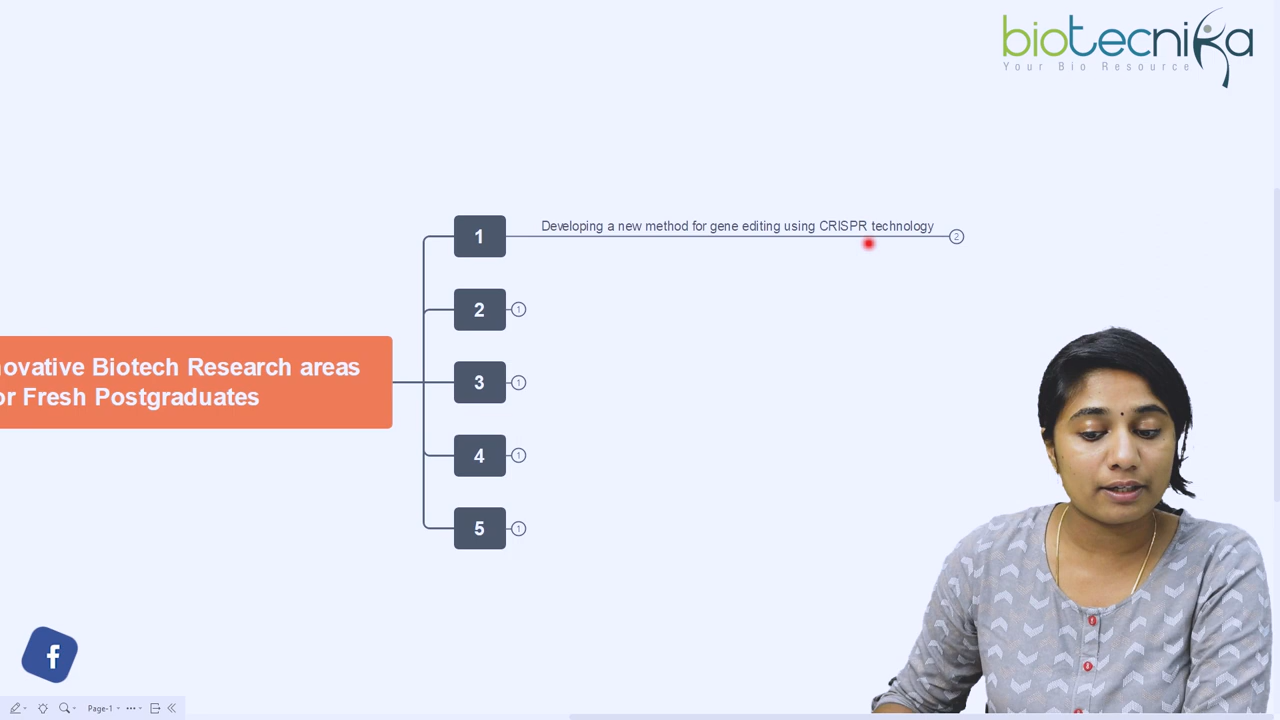 biotecnika
Your Bio Resource
Developing a new method for gene editing using CRISPR technology
2
1
2
1
3
1
4
1
5
1
ovative Biotech Research areas
or Fresh Postgraduates
f
Page-1